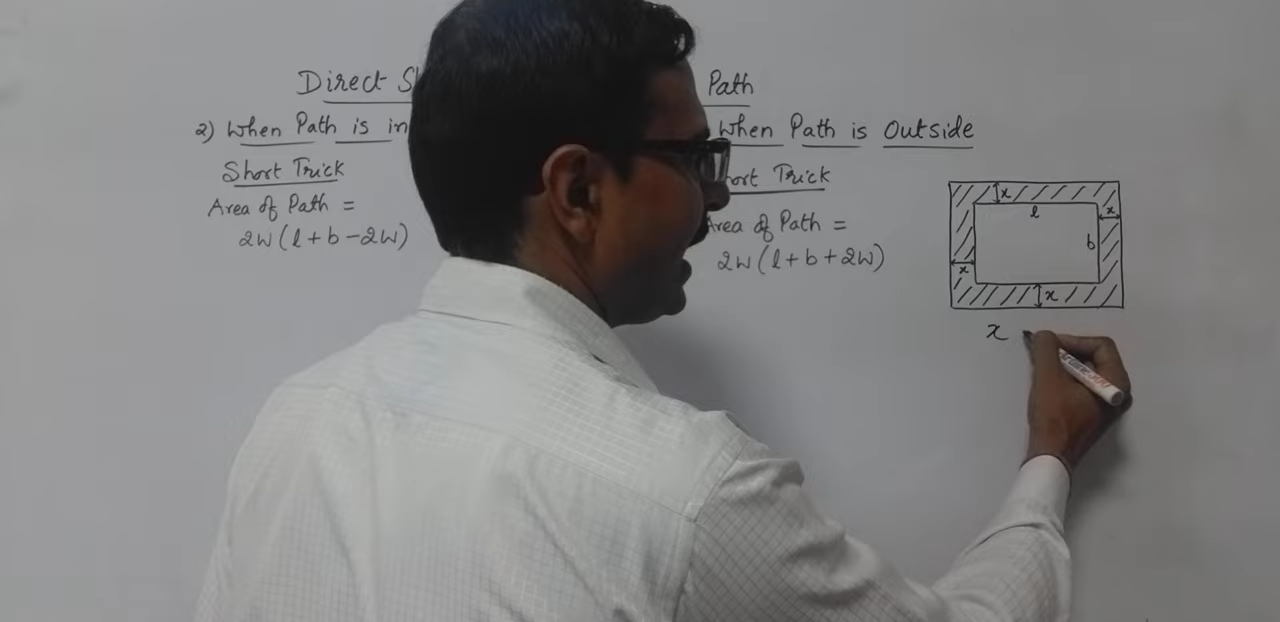 Direct Path
2) When Path is in
When Path is Outside
Short Trick
Short Trick
Area of Path =
2W(l+b-2W)
Area of Path =
2W(l+b+2W)
x
l
x
b
x
x
x